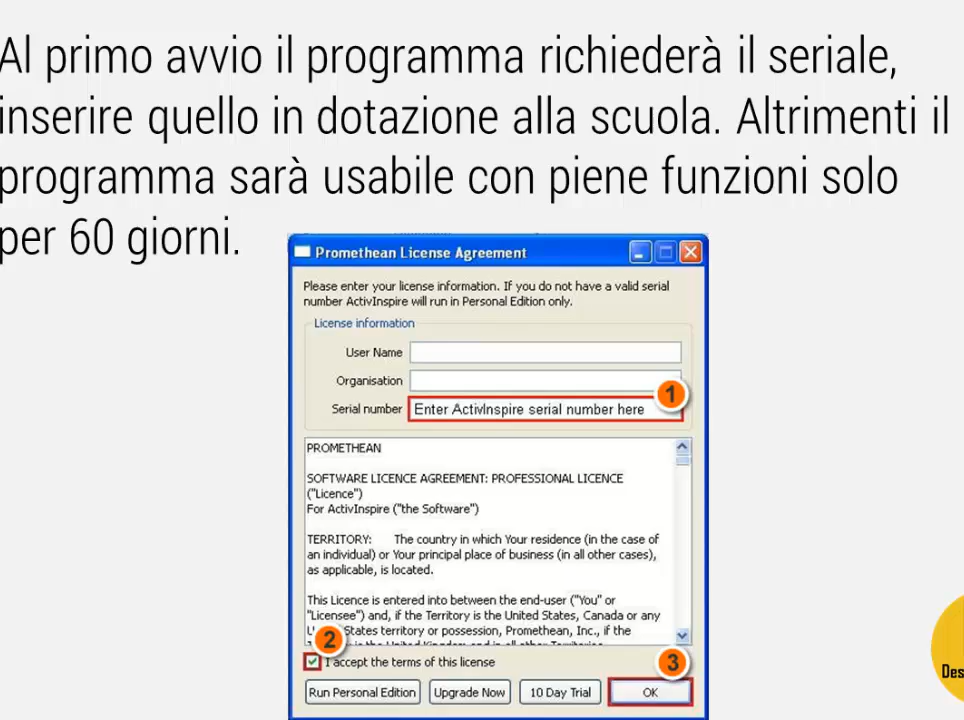 Al primo avvio il programma richiederà il seriale,
inserire quello in dotazione alla scuola. Altrimenti il
programma sarà usabile con piene funzioni solo
per 60 giorni.
Promethean License Agreement
Please enter your license information. If you do not have a valid serial
number ActivInspire will run in Personal Edition only.
License information
User Name
Organisation
1
Serial number Enter ActivInspire serial number here
PROMETHEAN
SOFTWARE LICENCE AGREEMENT: PROFESSIONAL LICENCE
("Licence")
For ActivInspire ("the Software")
TERRITORY: The country in which Your residence (in the case of
an individual) or Your principal place of business (in all other cases),
as applicable, is located.
This Licence is entered into between the end-user ("You" or
"Licensee") and, if the Territory is the United States, Canada or any
States territory or possession, Promethean, Inc., if the
2
I accept the terms of this license
3
Run Personal Edition Upgrade Now 10 Day Trial OK
Des